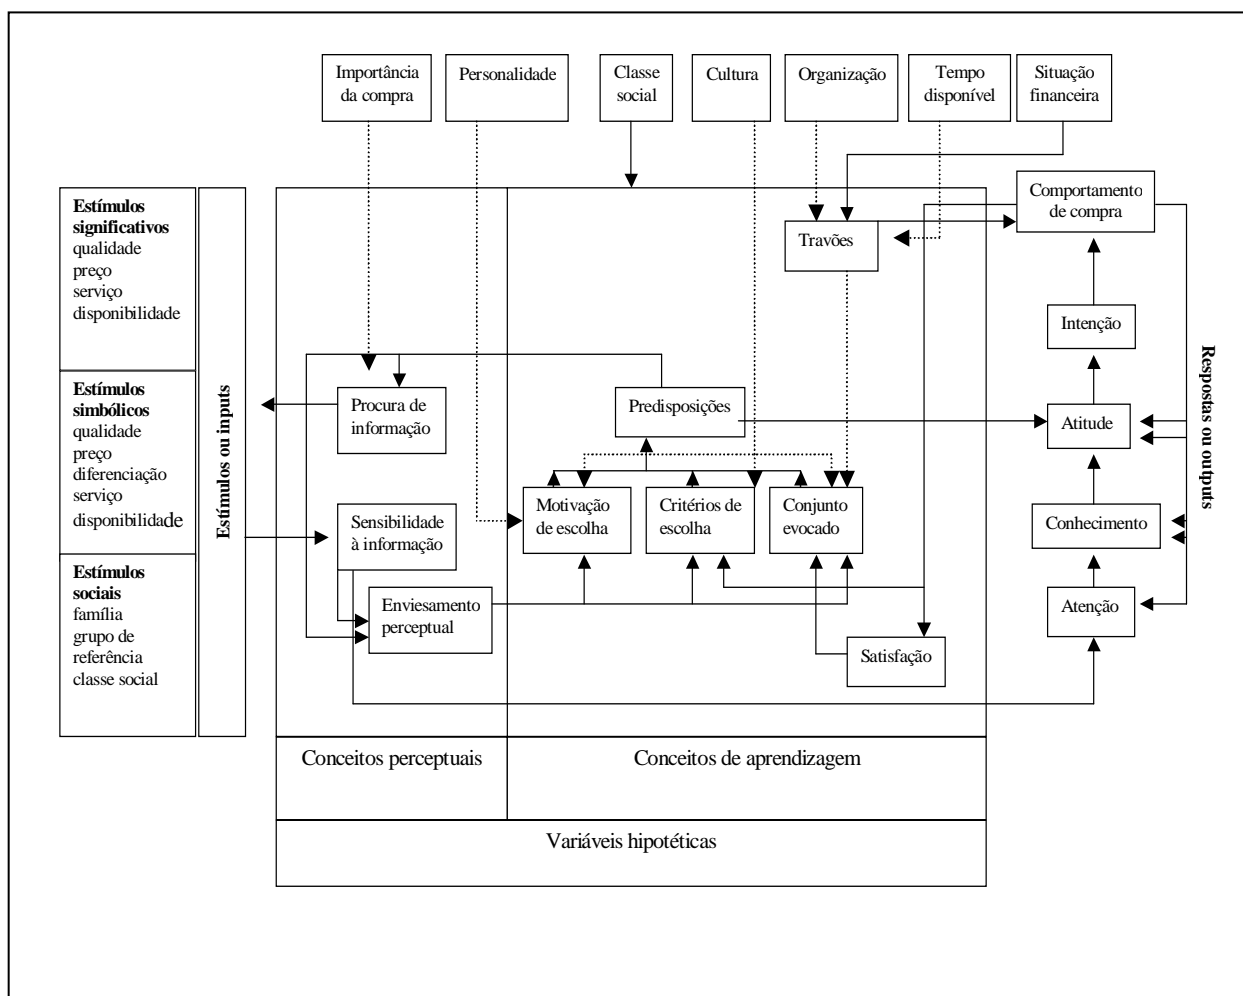 Importância
da compra
Personalidade
Classe
social
Cultura
Organização
Tempo
disponível
Situação
financeira
Estímulos
significativos
qualidade
preço
serviço
disponibilidade
Estímulos
simbólicos
qualidade
preço
diferenciação
serviço
disponibilidade
Estímulos
sociais
família
grupo de
referência
classe social
Estímulos ou inputs
Procura de
informação
Sensibilidade
à informação
Enviesamento
perceptual
Travões
Predisposições
Motivação
de escolha
Critérios de
escolha
Conjunto
evocado
Satisfação
Comportamento
de compra
Intenção
Atitude
Conhecimento
Atenção
Respostas ou outputs
Conceitos perceptuais
Conceitos de aprendizagem
Variáveis hipotéticas